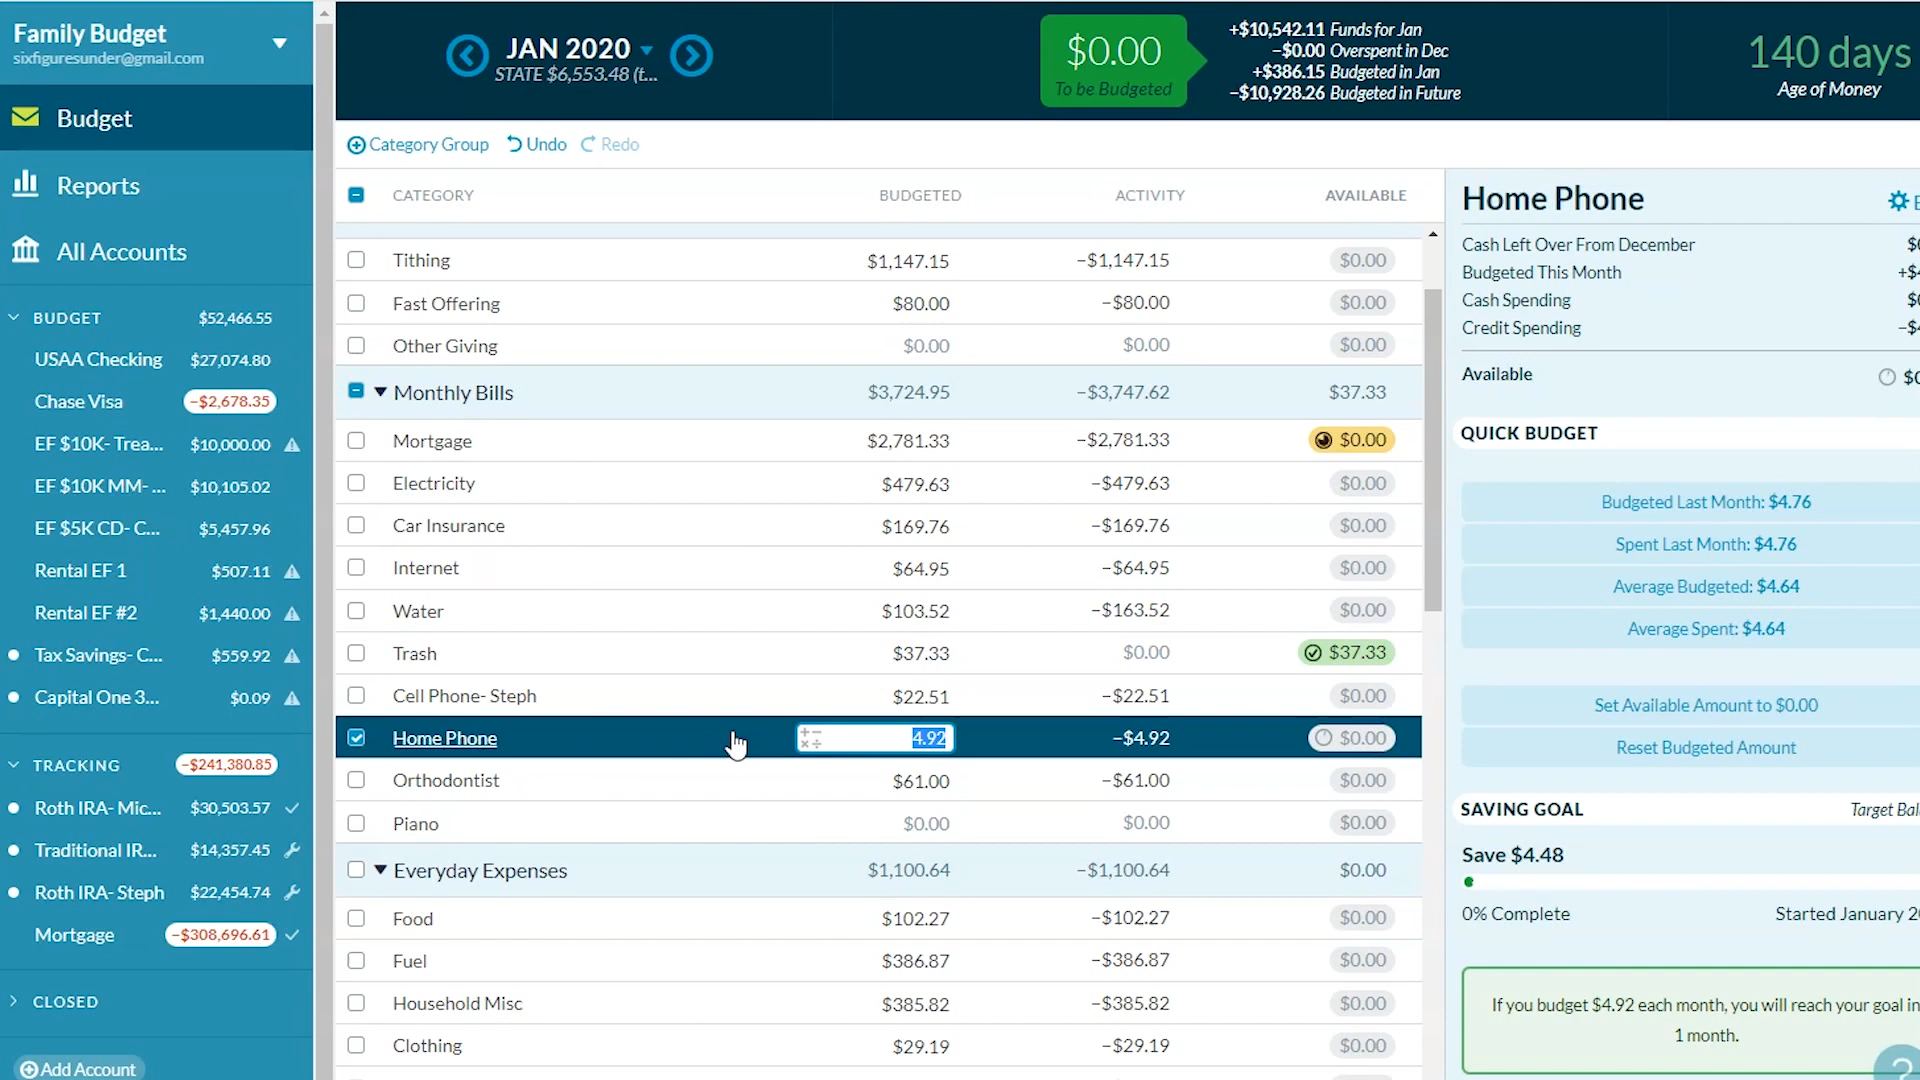 Family Budget
sixfiguresunder@gmail.com
Budget
Reports
All Accounts
BUDGET $52,466.55
USAA Checking $27,074.80
Chase Visa −$2,678.35
EF $10K- Trea... $10,000.00
EF $10K MM- ... $10,105.02
EF $5K CD- C... $5,457.96
Rental EF 1 $507.11
Rental EF #2 $1,440.00
Tax Savings- C... $559.92
Capital One 3... $0.09
TRACKING −$241,380.85
Roth IRA- Mic... $30,503.57
Traditional IR... $14,357.45
Roth IRA- Steph $22,454.74
Mortgage −$308,696.61
CLOSED
Add Account
JAN 2020
STATE $6,553.48 (t...
$0.00
To be Budgeted
+$10,542.11 Funds for Jan
−$0.00 Overspent in Dec
+$386.15 Budgeted in Jan
−$10,928.26 Budgeted in Future
140 days
Age of Money
Category Group Undo Redo
CATEGORY BUDGETED ACTIVITY AVAILABLE
Tithing $1,147.15 −$1,147.15 $0.00
Fast Offering $80.00 −$80.00 $0.00
Other Giving $0.00 $0.00 $0.00
Monthly Bills $3,724.95 −$3,747.62 $37.33
Mortgage $2,781.33 −$2,781.33 $0.00
Electricity $479.63 −$479.63 $0.00
Car Insurance $169.76 −$169.76 $0.00
Internet $64.95 −$64.95 $0.00
Water $103.52 −$163.52 $0.00
Trash $37.33 $0.00 $37.33
Cell Phone- Steph $22.51 −$22.51 $0.00
Home Phone 4.92 −$4.92 $0.00
Orthodontist $61.00 −$61.00 $0.00
Piano $0.00 $0.00 $0.00
Everyday Expenses $1,100.64 −$1,100.64 $0.00
Food $102.27 −$102.27 $0.00
Fuel $386.87 −$386.87 $0.00
Household Misc $385.82 −$385.82 $0.00
Clothing $29.19 −$29.19 $0.00
Home Phone
Cash Left Over From December
Budgeted This Month
Cash Spending
Credit Spending
Available
QUICK BUDGET
Budgeted Last Month: $4.76
Spent Last Month: $4.76
Average Budgeted: $4.64
Average Spent: $4.64
Set Available Amount to $0.00
Reset Budgeted Amount
SAVING GOAL Target
Save $4.48
0% Complete Started January
If you budget $4.92 each month, you will reach your goal in
1 month.
?